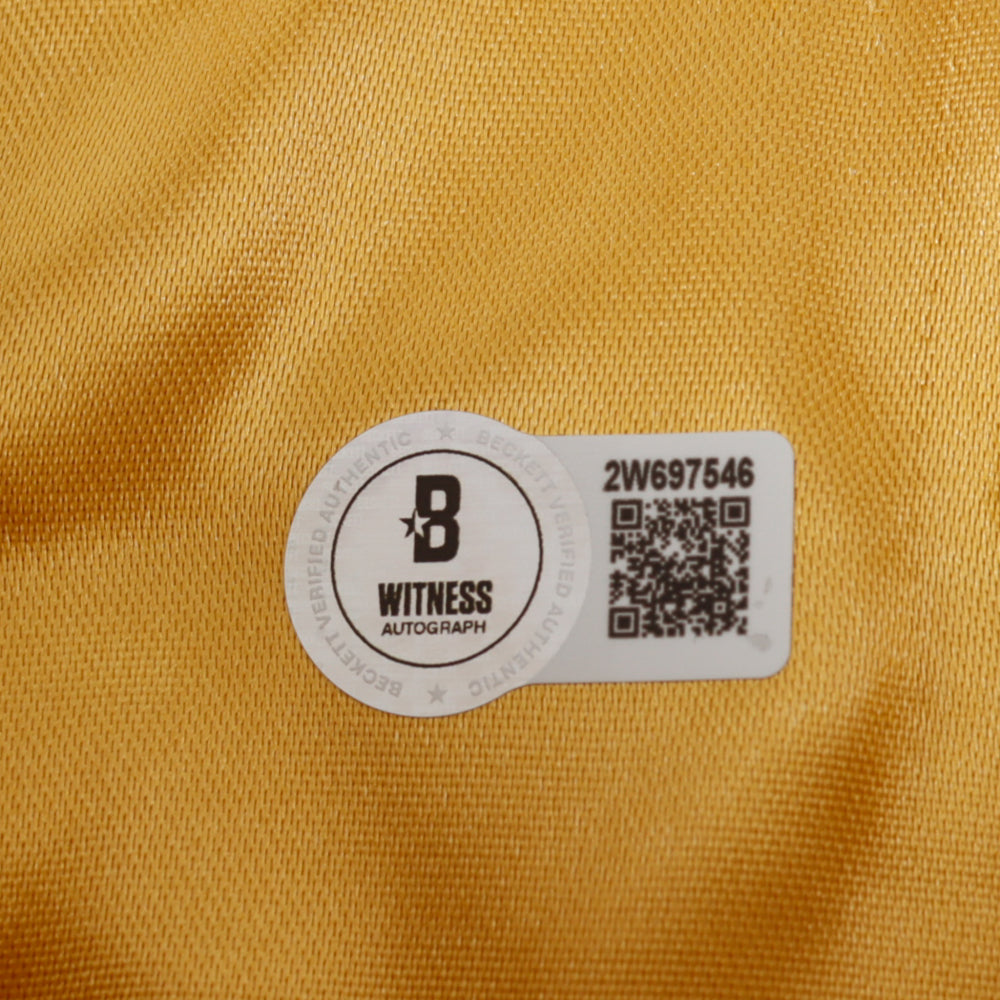 BECKETT VERIFIED AUTHENTIC ★ BECKETT VERIFIED AUTHENTIC ★
B
WITNESS
AUTOGRAPH
2W697546